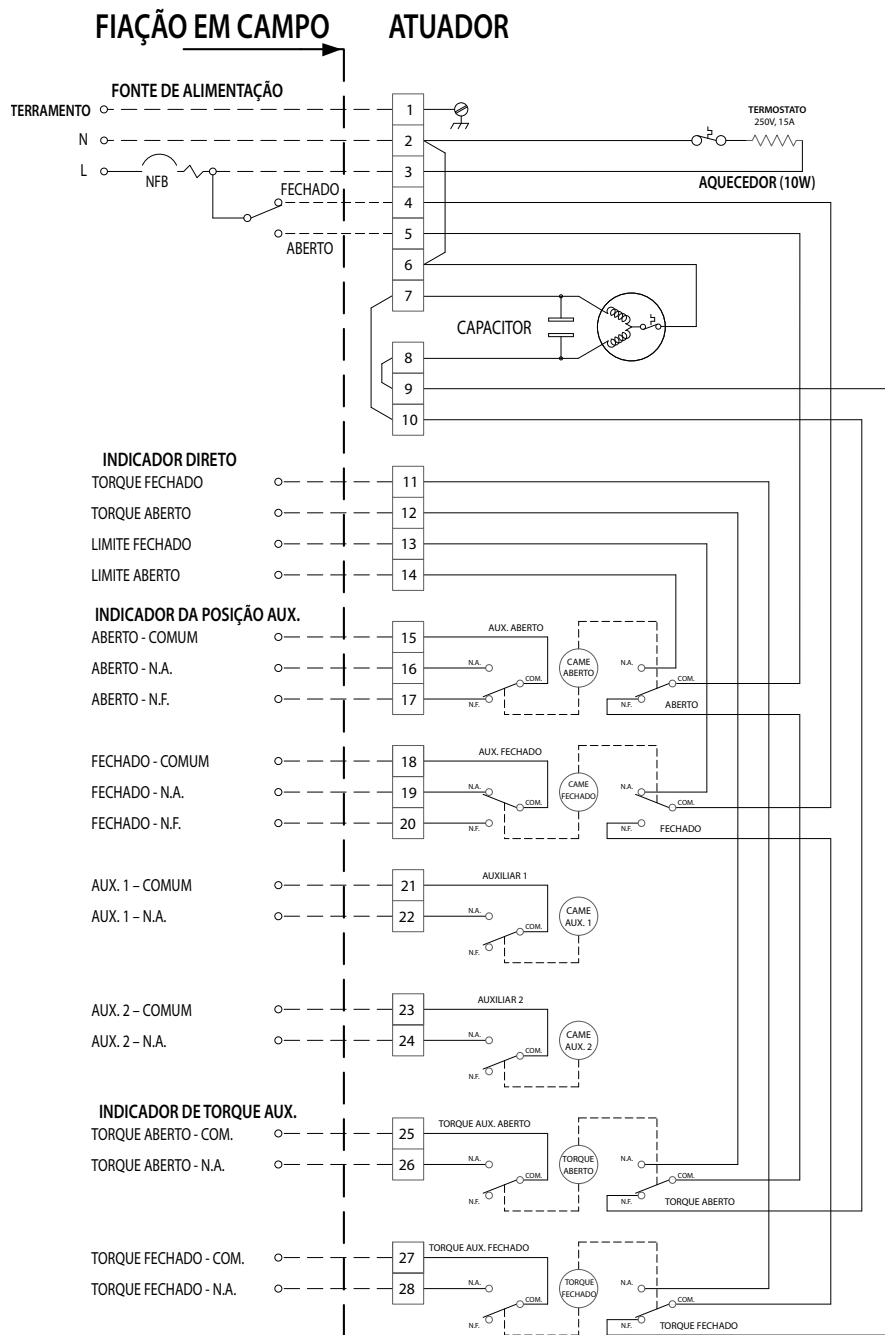 FIAÇÃO EM CAMPO
ATUADOR
FONTE DE ALIMENTAÇÃO
TERRAMENTO
1
TERMOSTATO
250V, 15A
N
2
L
NFB
3
AQUECEDOR (10W)
FECHADO
4
5
ABERTO
6
7
CAPACITOR
8
9
10
INDICADOR DIRETO
TORQUE FECHADO
11
TORQUE ABERTO
12
LIMITE FECHADO
13
LIMITE ABERTO
14
INDICADOR DA POSIÇÃO AUX.
ABERTO - COMUM
15
AUX. ABERTO
ABERTO - N.A.
16
N.A.
COM.
CAME
ABERTO
N.A.
COM.
ABERTO - N.F.
17
N.F.
N.F.
ABERTO
FECHADO - COMUM
18
AUX. FECHADO
FECHADO - N.A.
19
N.A.
COM.
CAME
FECHADO
N.A.
COM.
FECHADO - N.F.
20
N.F.
N.F.
FECHADO
AUX. 1 – COMUM
21
AUXILIAR 1
AUX. 1 – N.A.
22
N.A.
COM.
N.F.
CAME
AUX. 1
AUX. 2 – COMUM
23
AUXILIAR 2
AUX. 2 – N.A.
24
N.A.
COM.
N.F.
CAME
AUX. 2
INDICADOR DE TORQUE AUX.
TORQUE ABERTO - COM.
25
TORQUE AUX. ABERTO
TORQUE ABERTO - N.A.
26
N.A.
COM.
N.F.
TORQUE
ABERTO
N.A.
COM.
N.F.
TORQUE ABERTO
TORQUE FECHADO - COM.
27
TORQUE AUX. FECHADO
TORQUE FECHADO - N.A.
28
N.A.
COM.
N.F.
TORQUE
FECHADO
N.A.
COM.
N.F.
TORQUE FECHADO